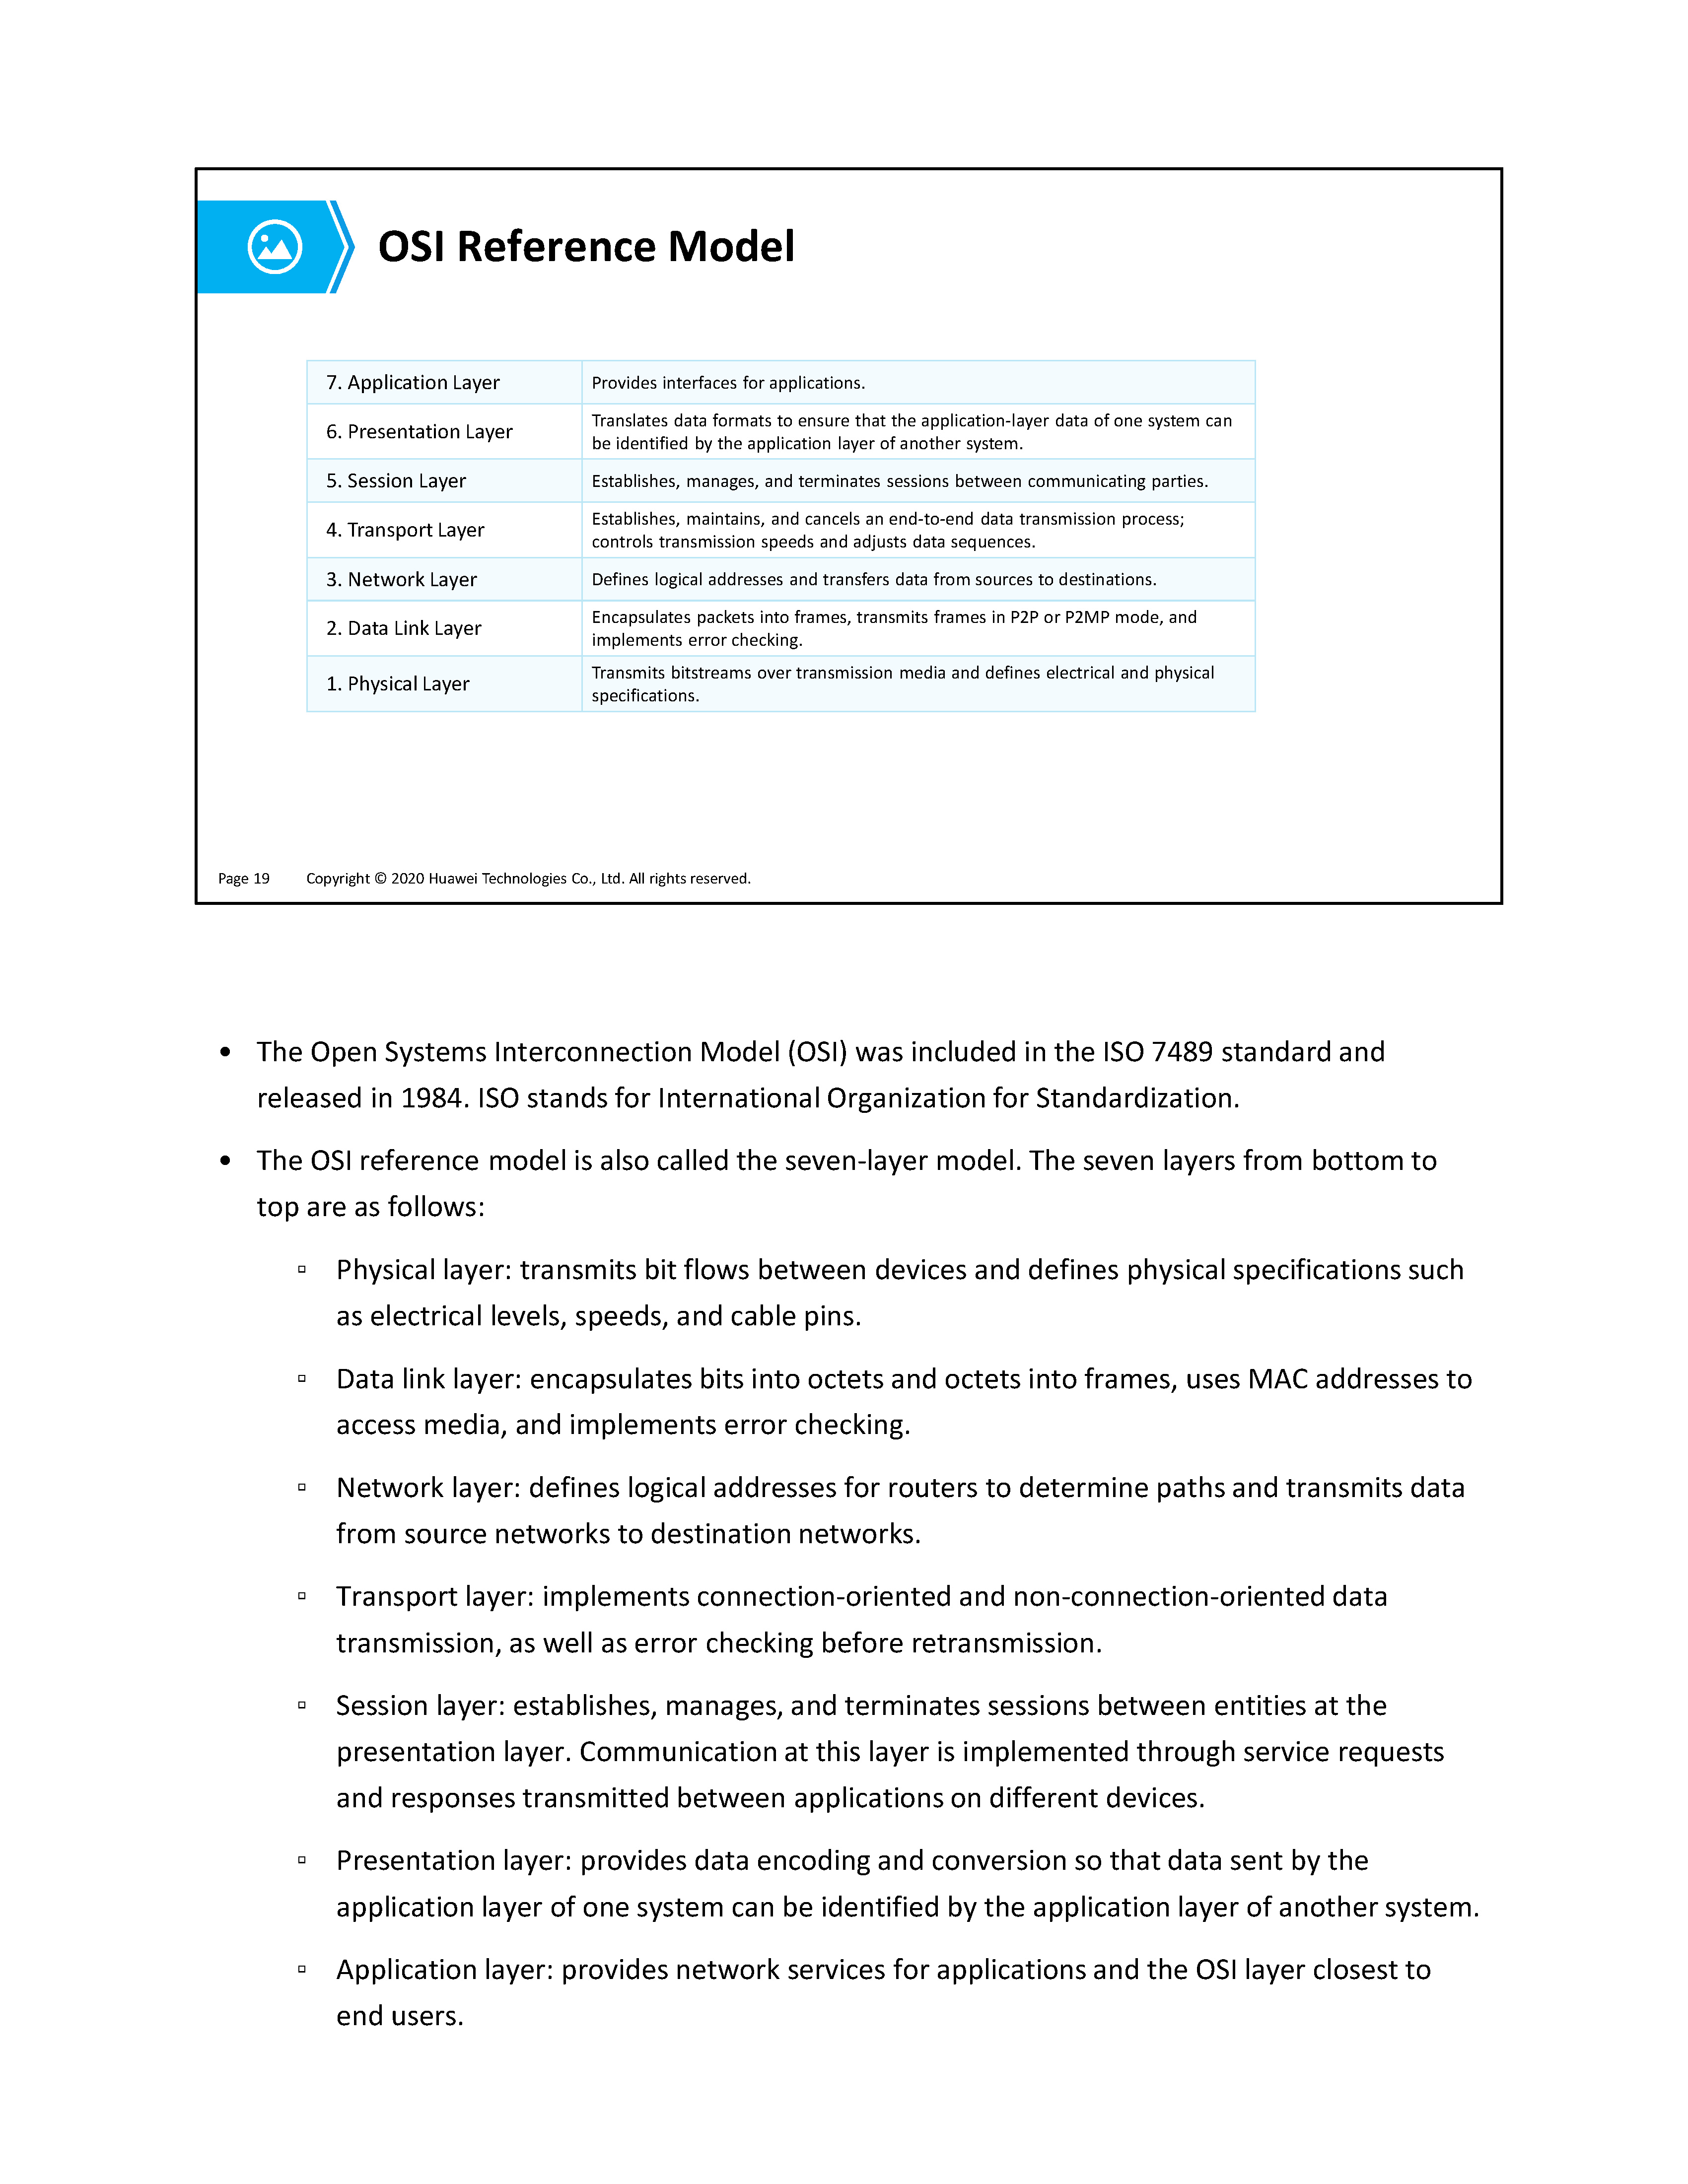 OSI Reference Model
7. Application Layer
Provides interfaces for applications.
6. Presentation Layer
Translates data formats to ensure that the application-layer data of one system can
be identified by the application layer of another system.
5. Session Layer
Establishes, manages, and terminates sessions between communicating parties.
4. Transport Layer
Establishes, maintains, and cancels an end-to-end data transmission process;
controls transmission speeds and adjusts data sequences.
3. Network Layer
Defines logical addresses and transfers data from sources to destinations.
2. Data Link Layer
Encapsulates packets into frames, transmits frames in P2P or P2MP mode, and
implements error checking.
1. Physical Layer
Transmits bitstreams over transmission media and defines electrical and physical
specifications.
Page 19 Copyright © 2020 Huawei Technologies Co., Ltd. All rights reserved.
• The Open Systems Interconnection Model (OSI) was included in the ISO 7489 standard and
released in 1984. ISO stands for International Organization for Standardization.
• The OSI reference model is also called the seven-layer model. The seven layers from bottom to
top are as follows:
▫ Physical layer: transmits bit flows between devices and defines physical specifications such
as electrical levels, speeds, and cable pins.
▫ Data link layer: encapsulates bits into octets and octets into frames, uses MAC addresses to
access media, and implements error checking.
▫ Network layer: defines logical addresses for routers to determine paths and transmits data
from source networks to destination networks.
▫ Transport layer: implements connection-oriented and non-connection-oriented data
transmission, as well as error checking before retransmission.
▫ Session layer: establishes, manages, and terminates sessions between entities at the
presentation layer. Communication at this layer is implemented through service requests
and responses transmitted between applications on different devices.
▫ Presentation layer: provides data encoding and conversion so that data sent by the
application layer of one system can be identified by the application layer of another system.
▫ Application layer: provides network services for applications and the OSI layer closest to
end users.